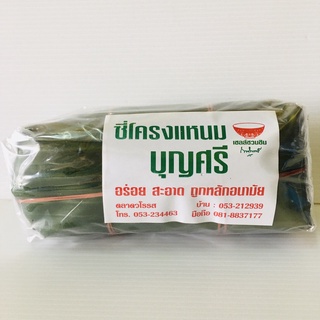 ซี่โครงแหนม
บุญศรี
เชลล์ชวนชิม
อร่อย สะอาด ถูกหลักอนามัย
ตลาดวโรรส บ้าน : 053-212939
โทร. 053-234463 มือถือ 081-8837177